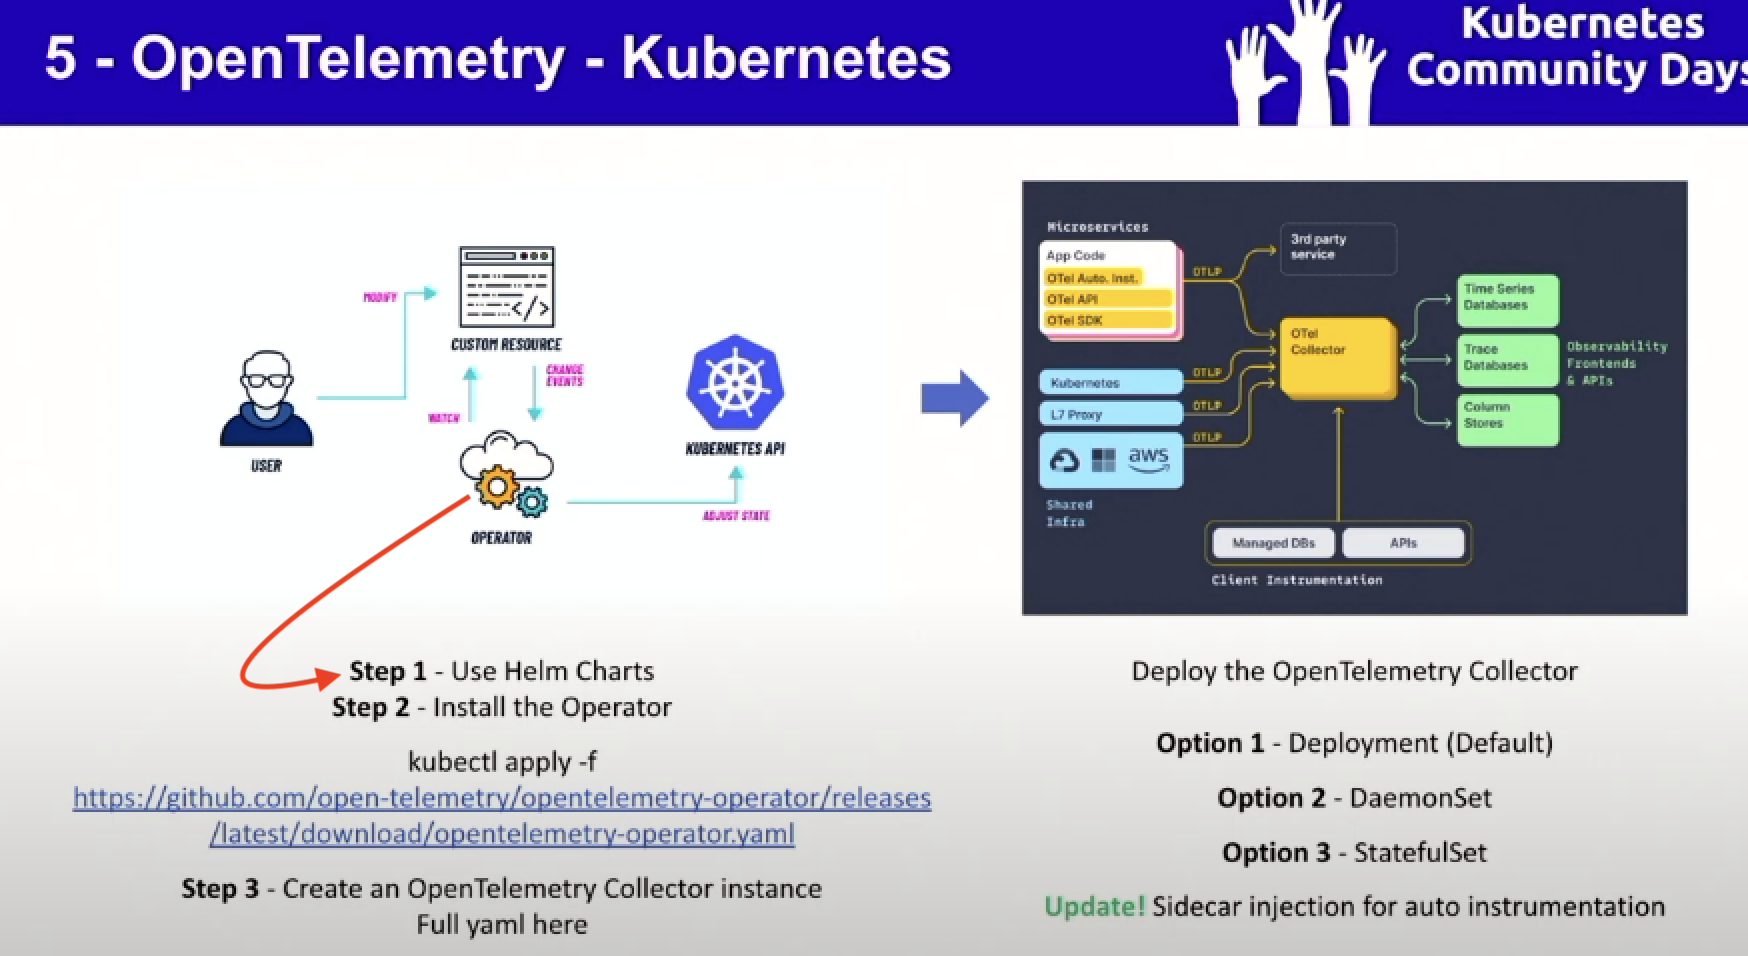 5 - OpenTelemetry - Kubernetes
Kubernetes
Community Days
MODIFY
CUSTOM RESOURCE
CHANGE
EVENTS
WATCH
USER
OPERATOR
KUBERNETES API
ADJUST STATE
Microservices
App Code
OTel Auto. Inst.
OTel API
OTel SDK
OTLP
3rd party
service
OTel
Collector
Time Series
Databases
Trace
Databases
Column
Stores
Observability
Frontends
& APIs
Kubernetes
OTLP
L7 Proxy
OTLP
OTLP
aws
Shared
Infra
Managed DBs
APIs
Client Instrumentation
Step 1 - Use Helm Charts
Step 2 - Install the Operator
kubectl apply -f
https://github.com/open-telemetry/opentelemetry-operator/releases
/latest/download/opentelemetry-operator.yaml
Step 3 - Create an OpenTelemetry Collector instance
Full yaml here
Deploy the OpenTelemetry Collector
Option 1 - Deployment (Default)
Option 2 - DaemonSet
Option 3 - StatefulSet
Update! Sidecar injection for auto instrumentation